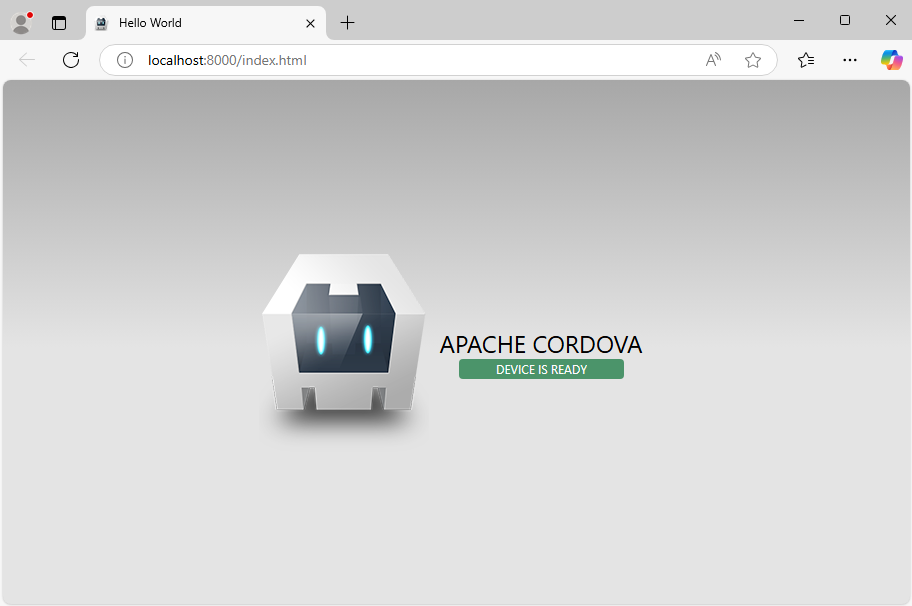 Hello World
localhost:8000/index.html
APACHE CORDOVA
DEVICE IS READY